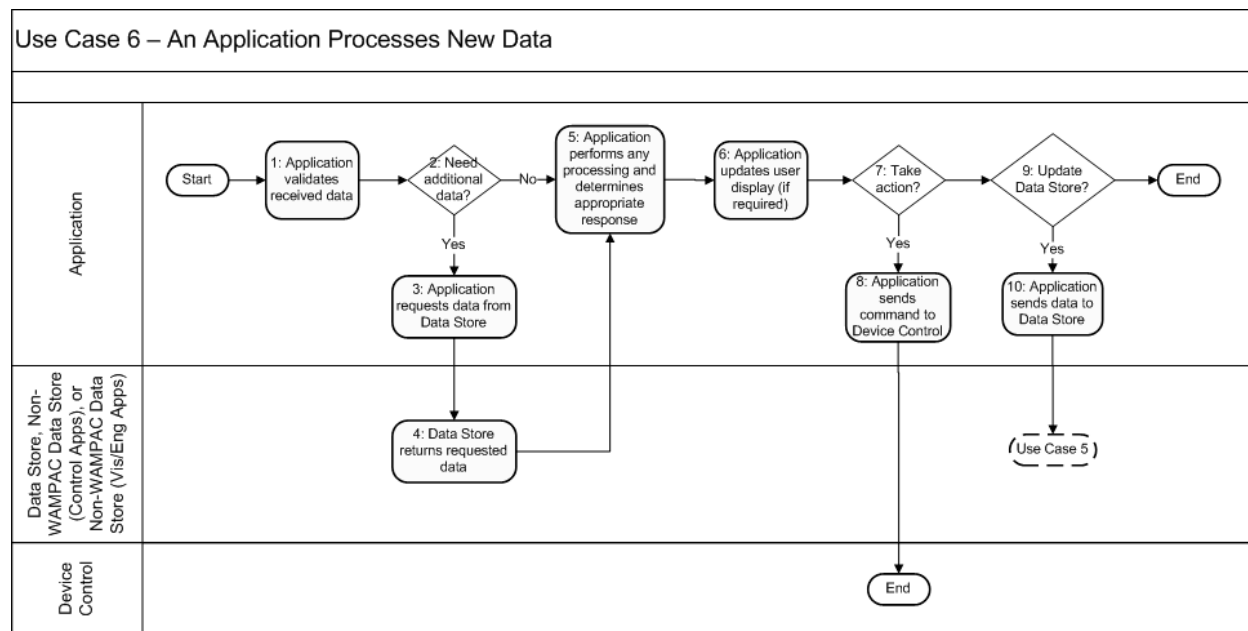 Use Case 6 – An Application Processes New Data
Application
Start
1: Application
validates
received data
2: Need
additional
data?
No
Yes
3: Application
requests data from
Data Store
5: Application
performs any
processing and
determines
appropriate
response
6: Application
updates user
display (if
required)
7: Take
action?
Yes
8: Application
sends
command to
Device Control
9: Update
Data Store?
Yes
10: Application
sends data to
Data Store
End
Data Store, Non-
WAMPAC Data Store
(Control Apps), or
Non-WAMPAC Data
Store (Vis/Eng Apps)
4: Data Store
returns requested
data
Use Case 5
Device
Control
End